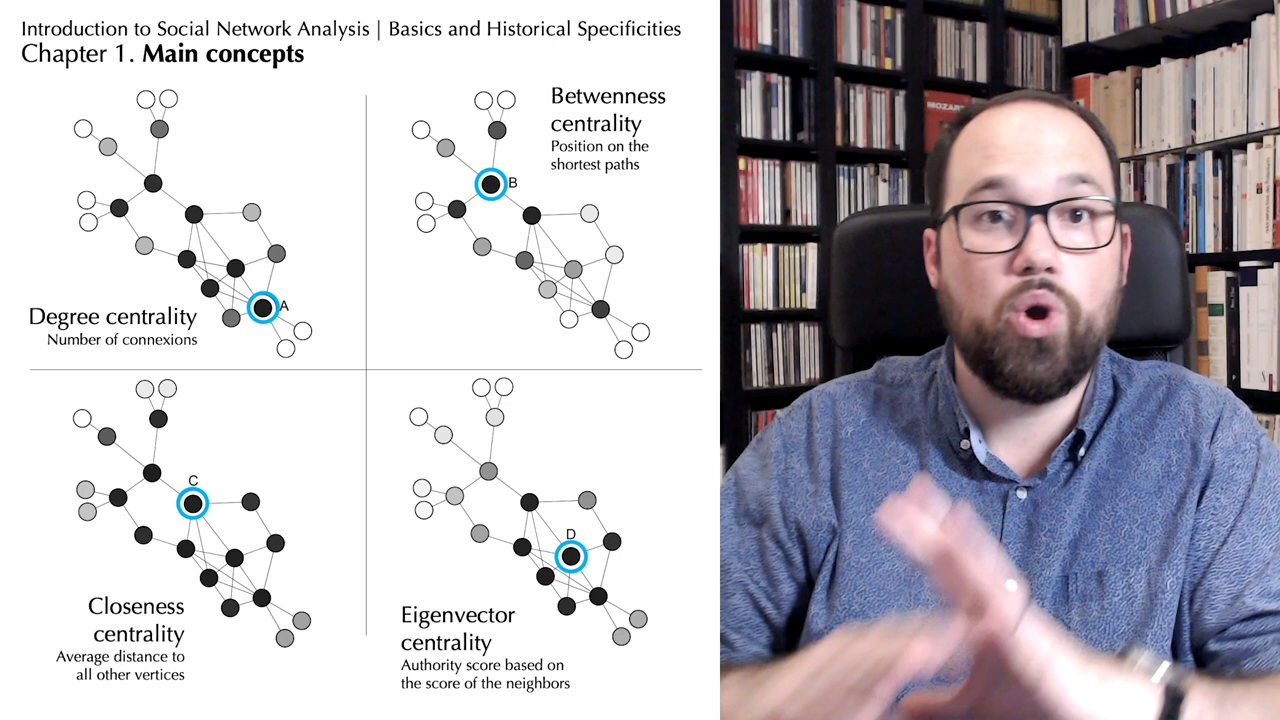 Introduction to Social Network Analysis | Basics and Historical Specificities
Chapter 1. Main concepts
Betwenness
centrality
Position on the
shortest paths
B
A
Degree centrality
Number of connexions
C
Closeness
centrality
Average distance to
all other vertices
D
Eigenvector
centrality
Authority score based on
the score of the neighbors
MOZART